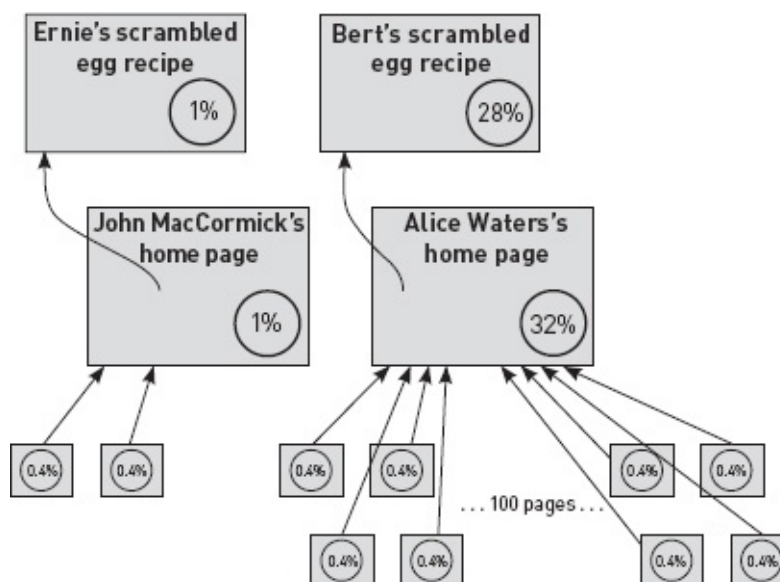 Ernie's scrambled
egg recipe
1%
Bert's scrambled
egg recipe
28%
John MacCormick's
home page
1%
Alice Waters's
home page
32%
0.4%
0.4%
0.4%
0.4%
0.4%
0.4%
... 100 pages ...
0.4%
0.4%
0.4%
0.4%